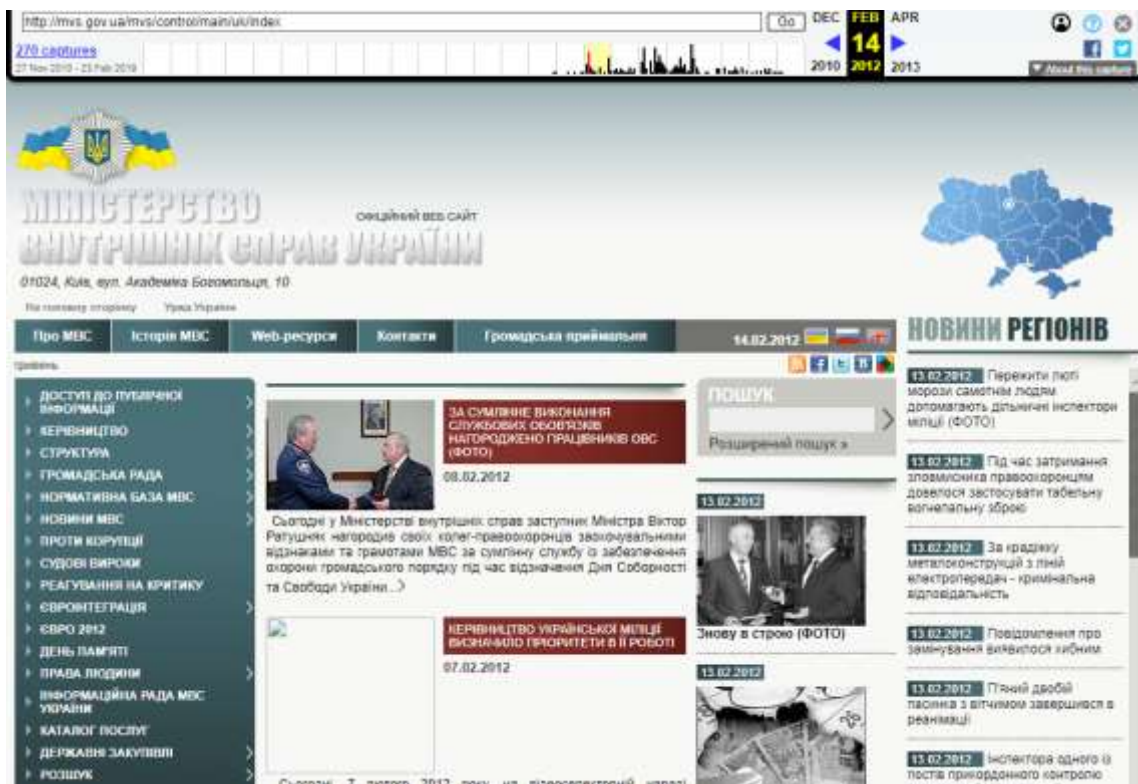 http://mvs.gov.ua/mvs/control/main/uk/index
Go
DEC FEB APR
14
2010 2012 2013
270 captures
27 Nov 2010 - 23 Feb 2019
About this capture
МІНІСТЕРСТВО
ОФІЦІЙНИЙ ВЕБ САЙТ
ВНУТРІШНІХ СПРАВ УКРАЇНИ
01024, Київ, вул. Академіка Богомольця, 10
На головну сторінку Уряд України
Про МВС Історія МВС Web-ресурси Контакти Громадська приймальня 14.02.2012
ДОСТУП ДО ПУБЛІЧНОЇ
ІНФОРМАЦІЇ
КЕРІВНИЦТВО
СТРУКТУРА
ГРОМАДСЬКА РАДА
НОРМАТИВНА БАЗА МВС
НОВИНИ МВС
ПРОТИ КОРУПЦІЇ
СУДОВІ ВИРОКИ
РЕАГУВАННЯ НА КРИТИКУ
ЄВРОІНТЕГРАЦІЯ
ЄВРО 2012
ДЕНЬ ПАМ'ЯТІ
ПРАВА ЛЮДИНИ
ІНФОРМАЦІЙНА РАДА МВС
УКРАЇНИ
КАТАЛОГ ПОСЛУГ
ДЕРЖАВНІ ЗАКУПІВЛІ
РОЗШУК
ЗА СУМЛІННЕ ВИКОНАННЯ
СЛУЖБОВИХ ОБОВ'ЯЗКІВ
НАГОРОДЖЕНО ПРАЦІВНИКІВ ОВС
(ФОТО)
08.02.2012
Сьогодні у Міністерстві внутрішніх справ заступник Міністра Віктор
Ратушняк нагородив своїх колег-правоохоронців заохочувальними
відзнаками та грамотами МВС за сумлінну службу із забезпечення
охорони громадського порядку під час відзначення Дня Соборності
та Свободи України...
КЕРІВНИЦТВО УКРАЇНСЬКОЇ МІЛІЦІЇ
ВИЗНАЧИЛО ПРІОРИТЕТИ В ЇЇ РОБОТІ
07.02.2012
Сьогодні, 7 лютого 2012 року, на відеоселекторній нараді
ПОШУК
Розширений пошук »
13.02.2012
Знову в строю (ФОТО)
13.02.2012
НОВИНИ РЕГІОНІВ
13.02.2012 Пережити люті
морози самотнім людям
допомагають дільничні інспектори
міліції (ФОТО)
13.02.2012 Під час затримання
зловмисника правоохоронцям
довелося застосувати табельну
вогнепальну зброю
13.02.2012 За крадіжку
металоконструкцій з ліній
електропередач - кримінальна
відповідальність
13.02.2012 Повідомлення про
замінування виявилося хибним
13.02.2012 П'яний двобій
пасинка з вітчимом завершився в
реанімації
13.02.2012 Інспектора одного із
постів прикордонного контролю